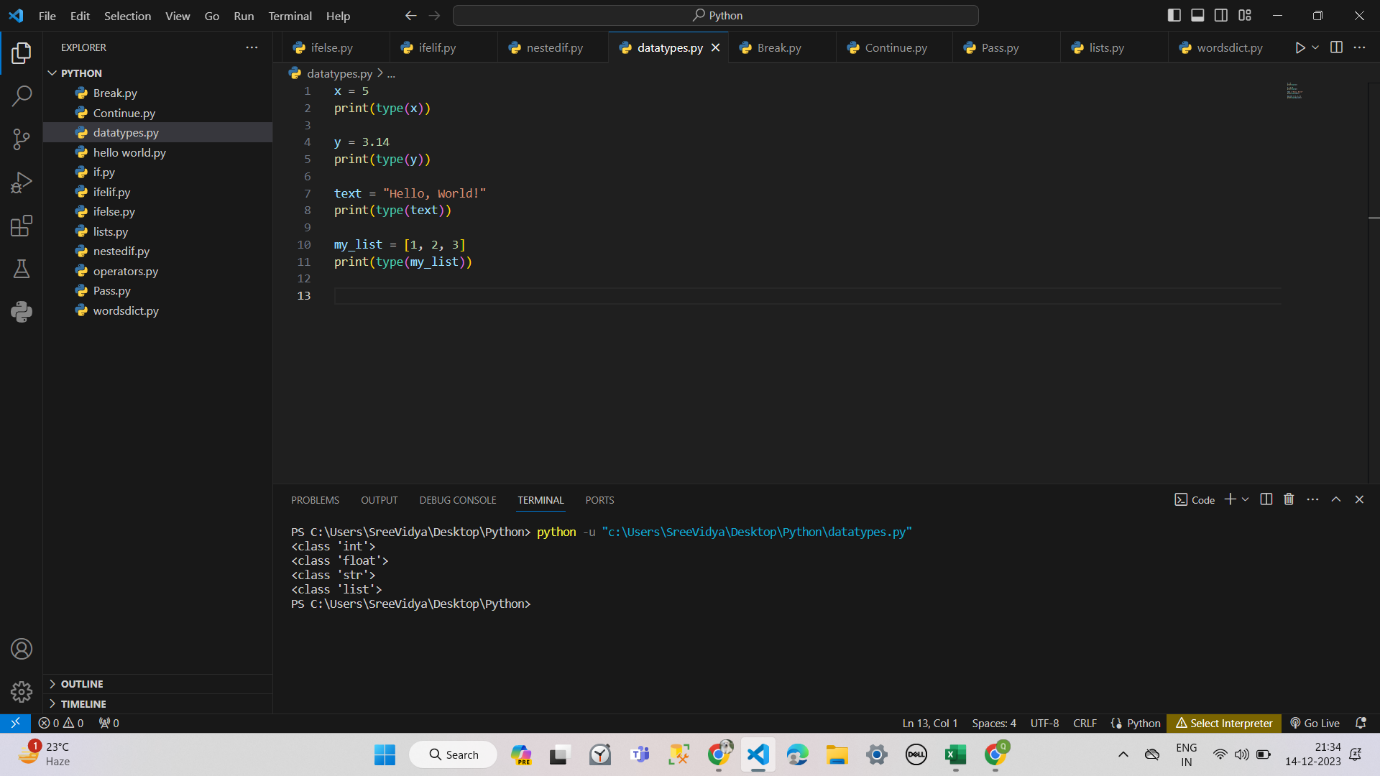 File Edit Selection View Go Run Terminal Help
Python
EXPLORER
PYTHON
Break.py
Continue.py
datatypes.py
hello world.py
if.py
ifelif.py
ifelse.py
lists.py
nestedif.py
operators.py
Pass.py
wordsdict.py
OUTLINE
TIMELINE
ifelse.py ifelif.py nestedif.py datatypes.py Break.py Continue.py Pass.py lists.py wordsdict.py
datatypes.py > ...
1 x = 5
2 print(type(x))
3
4 y = 3.14
5 print(type(y))
6
7 text = "Hello, World!"
8 print(type(text))
9
10 my_list = [1, 2, 3]
11 print(type(my_list))
12
13
PROBLEMS OUTPUT DEBUG CONSOLE TERMINAL PORTS
Code
PS C:\Users\SreeVidya\Desktop\Python> python -u "c:\Users\SreeVidya\Desktop\Python\datatypes.py"
<class 'int'>
<class 'float'>
<class 'str'>
<class 'list'>
PS C:\Users\SreeVidya\Desktop\Python>
0 0 0 Ln 13, Col 1 Spaces: 4 UTF-8 CRLF Python Select Interpreter Go Live
1 23°C
Haze
Search
PRE
DELL
Q
ENG
IN
21:34
14-12-2023